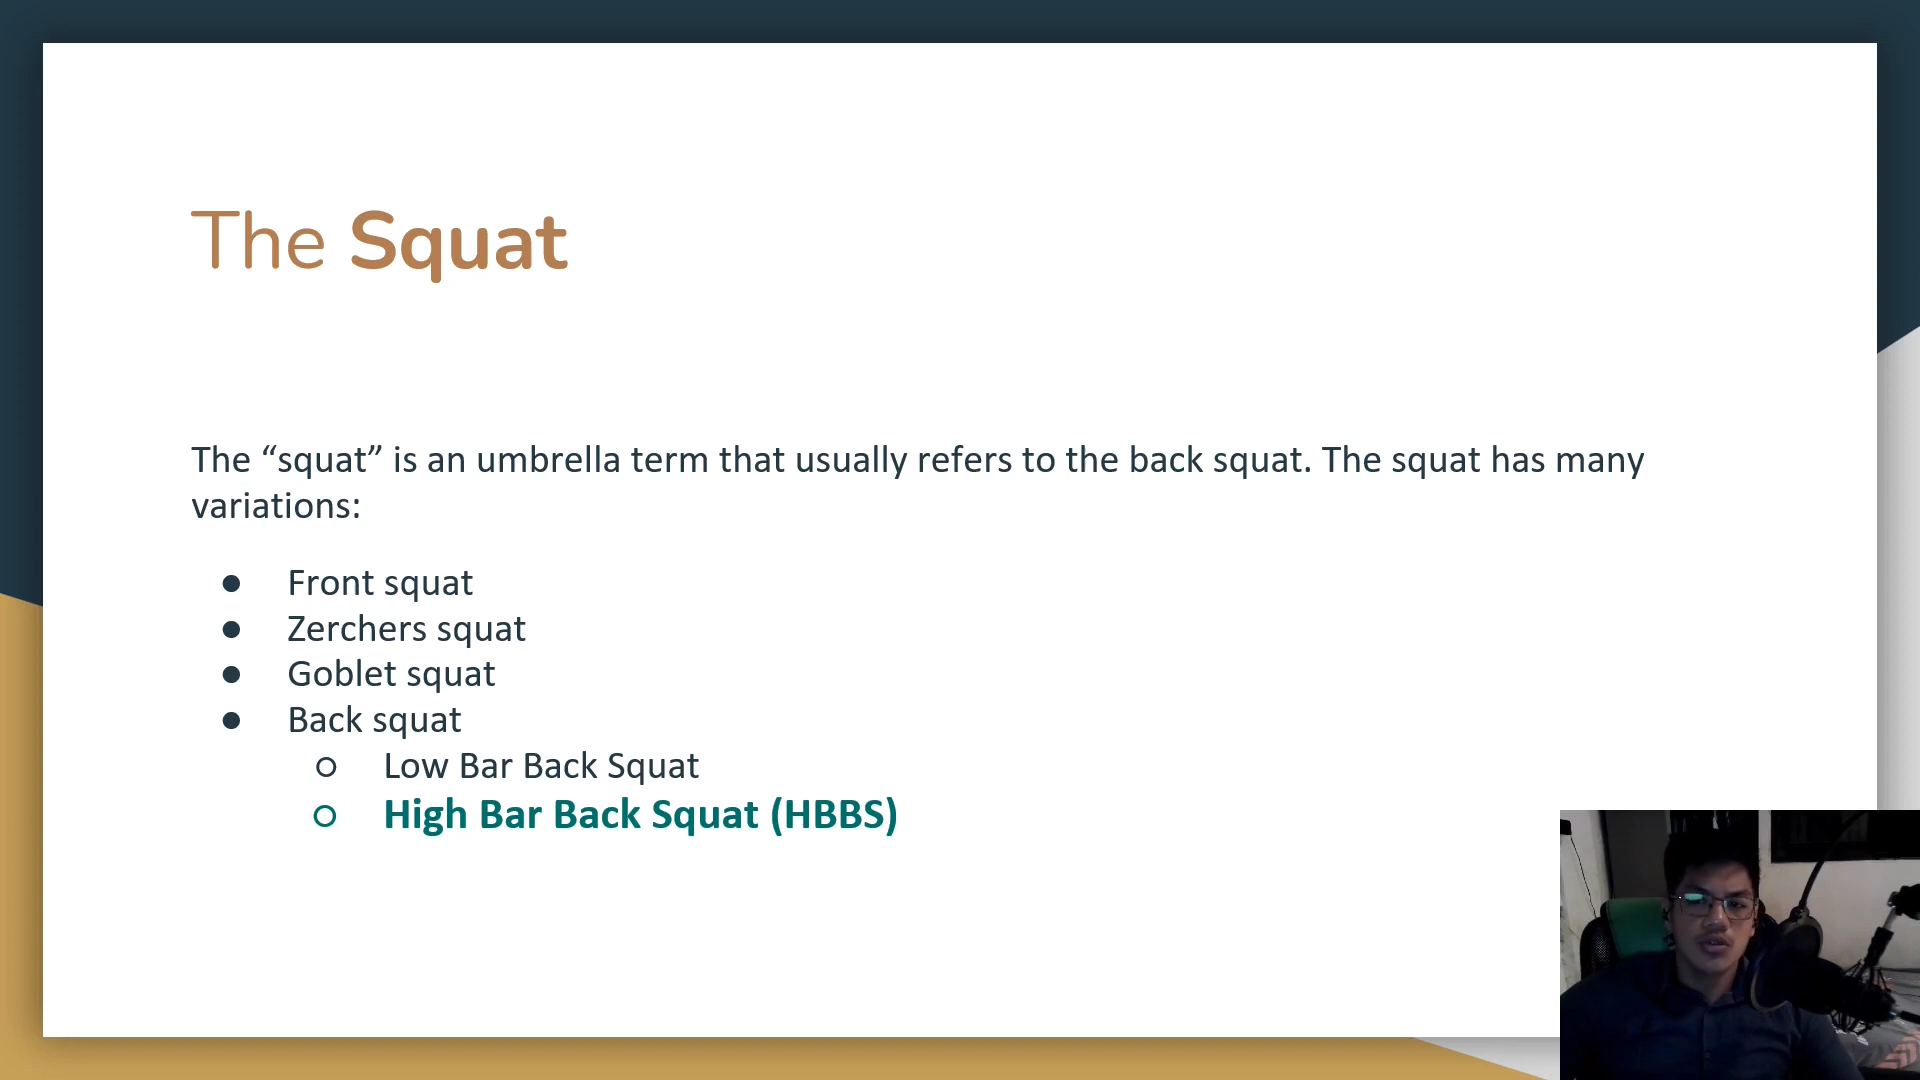 The Squat
The “squat” is an umbrella term that usually refers to the back squat. The squat has many
variations:
● Front squat
● Zerchers squat
● Goblet squat
● Back squat
○ Low Bar Back Squat
○ High Bar Back Squat (HBBS)